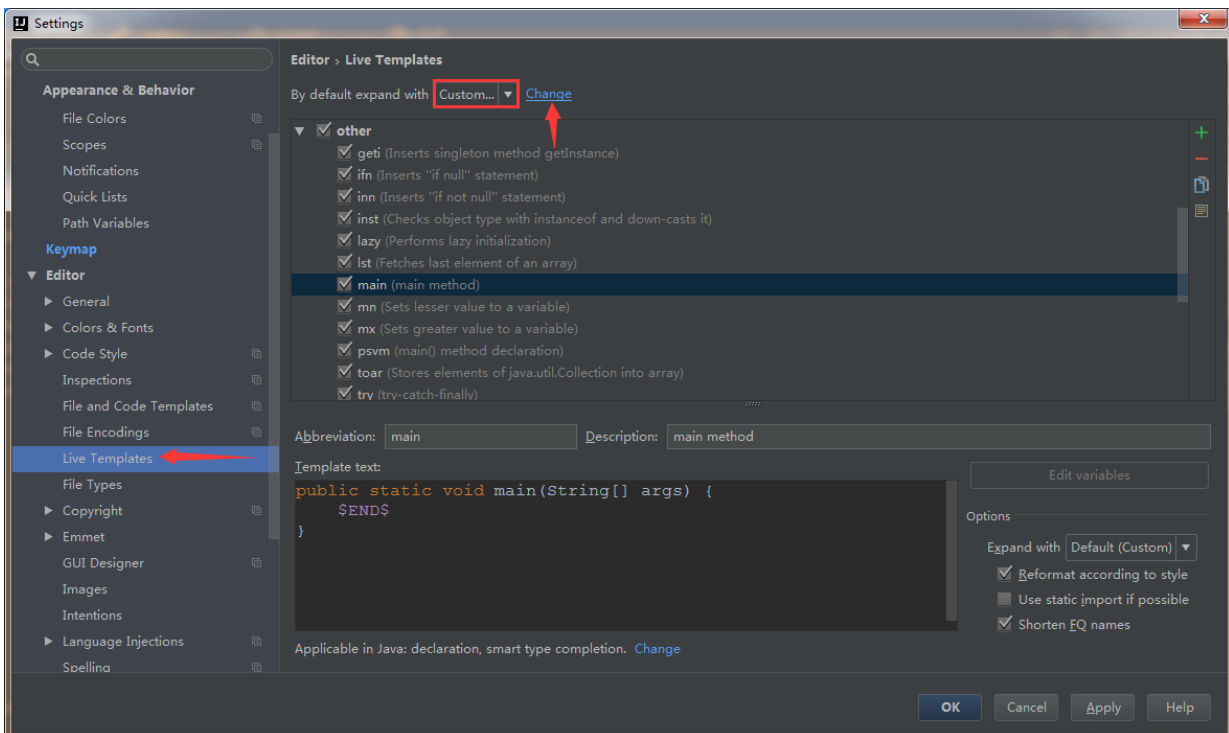 Settings
Appearance & Behavior
File Colors
Scopes
Notifications
Quick Lists
Path Variables
Keymap
Editor
General
Colors & Fonts
Code Style
Inspections
File and Code Templates
File Encodings
Live Templates
File Types
Copyright
Emmet
GUI Designer
Images
Intentions
Language Injections
Spelling
Editor › Live Templates
By default expand with Custom... Change
other
geti (Inserts singleton method getInstance)
ifn (Inserts "if null" statement)
inn (Inserts "if not null" statement)
inst (Checks object type with instanceof and down-casts it)
lazy (Performs lazy initialization)
lst (Fetches last element of an array)
main (main method)
mn (Sets lesser value to a variable)
mx (Sets greater value to a variable)
psvm (main() method declaration)
toar (Stores elements of java.util.Collection into array)
try (try-catch-finally)
Abbreviation: main Description: main method
Template text:
public static void main(String[] args) {
$END$
}
Edit variables
Options
Expand with Default (Custom)
Reformat according to style
Use static import if possible
Shorten FQ names
Applicable in Java: declaration, smart type completion. Change
OK Cancel Apply Help